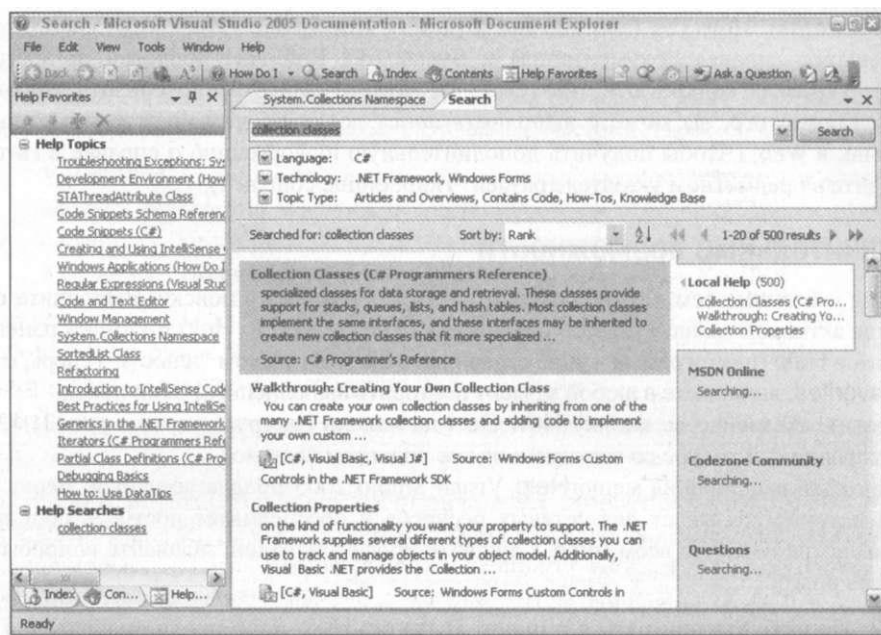 Search - Microsoft Visual Studio 2005 Documentation - Microsoft Document Explorer
File Edit View Tools Window Help
Back How Do I Search Index Contents Help Favorites Ask a Question
Help Favorites
System.Collections Namespace Search
collection classes Search
Language: C#
Technology: .NET Framework, Windows Forms
Topic Type: Articles and Overviews, Contains Code, How-Tos, Knowledge Base
Searched for: collection classes Sort by: Rank 1-20 of 500 results
Help Topics
Troubleshooting Exceptions: Sys
Development Environment (How
STAThreadAttribute Class
Code Snippets Schema Referenc
Code Snippets (C#)
Creating and Using IntelliSense
Windows Applications (How Do I
Regular Expressions (Visual Stuc
Code and Text Editor
Window Management
System.Collections Namespace
SortedList Class
Refactoring
Introduction to IntelliSense Code
Best Practices for Using IntelliSe
Generics in the .NET Framework
Iterators (C# Programmers Refe
Partial Class Definitions (C# Pro
Debugging Basics
How to: Use DataTips
Help Searches
collection classes
Index Con... Help...
Collection Classes (C# Programmers Reference)
specialized classes for data storage and retrieval. These classes provide
support for stacks, queues, lists, and hash tables. Most collection classes
implement the same interfaces, and these interfaces may be inherited to
create new collection classes that fit more specialized ...
Source: C# Programmer's Reference
Walkthrough: Creating Your Own Collection Class
You can create your own collection classes by inheriting from one of the
many .NET Framework collection classes and adding code to implement
your own custom ...
[C#, Visual Basic, Visual J#] Source: Windows Forms Custom
Controls in the .NET Framework SDK
Collection Properties
on the kind of functionality you want your property to support. The .NET
Framework supplies several different types of collection classes you can
use to track and manage objects in your object model. Additionally,
Visual Basic .NET provides the Collection ...
[C#, Visual Basic] Source: Windows Forms Custom Controls in
Local Help (500)
Collection Classes (C# Pro...
Walkthrough: Creating Yo...
Collection Properties
MSDN Online
Searching...
Codezone Community
Searching...
Questions
Searching...
Ready